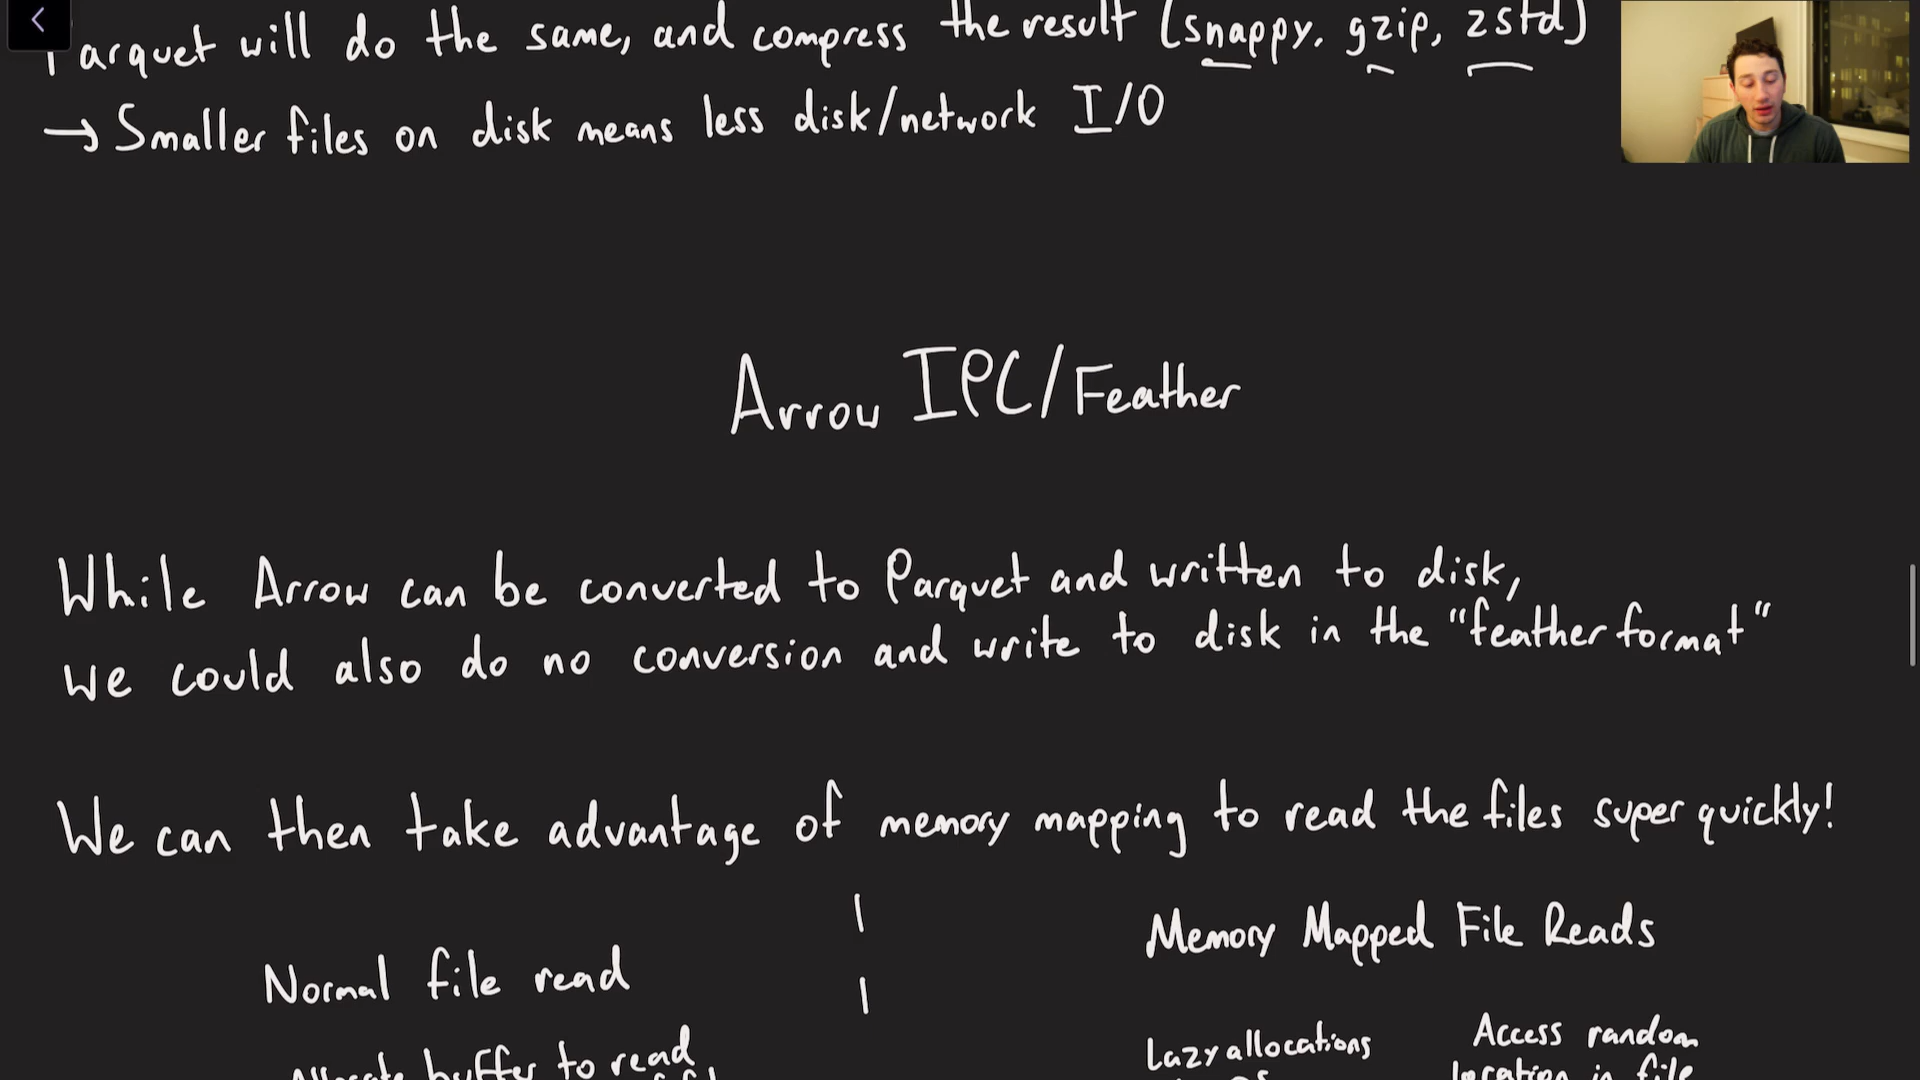 Parquet will do the same, and compress the result (snappy, gzip, zstd)
→ Smaller files on disk means less disk/network I/O
Arrow IPC/Feather
While Arrow can be converted to Parquet and written to disk,
we could also do no conversion and write to disk in the "feather format"
We can then take advantage of memory mapping to read the files super quickly!
Normal file read
Memory Mapped File Reads
Allocate buffer to read
Lazy allocations
Access random
location in file